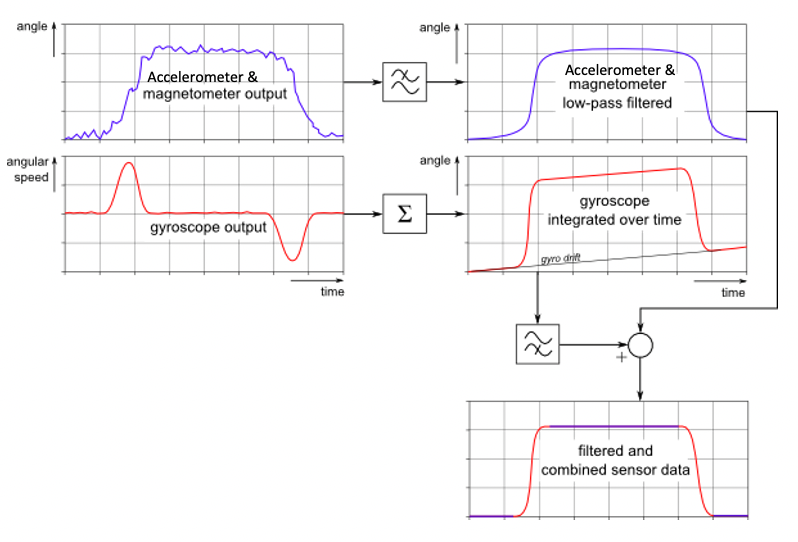 angle
Accelerometer &
magnetometer output
angle
Accelerometer &
magnetometer
low-pass filtered
angular
speed
gyroscope output
time
Σ
angle
gyroscope
integrated over time
gyro drift
time
+
filtered and
combined sensor data